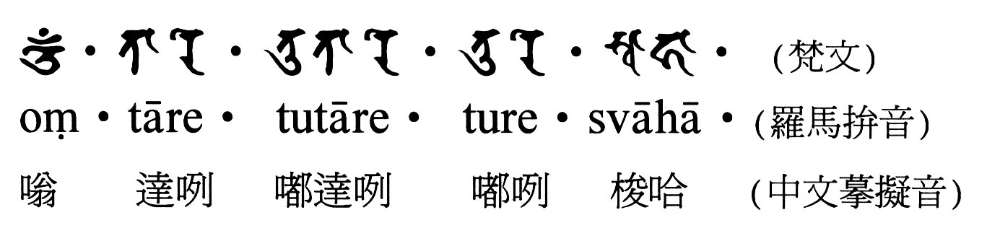 𑖌𑖼 • 𑖝𑖯𑖨𑖸 • 𑖝𑖲𑖝𑖯𑖨𑖸 • 𑖝𑖲𑖨𑖸 • 𑖭𑖿𑖪𑖯𑖮𑖯 • (梵文)
oṃ • tāre • tutāre • ture • svāhā • (羅馬拚音)
嗡 達咧 嘟達咧 嘟咧 梭哈 (中文摹擬音)